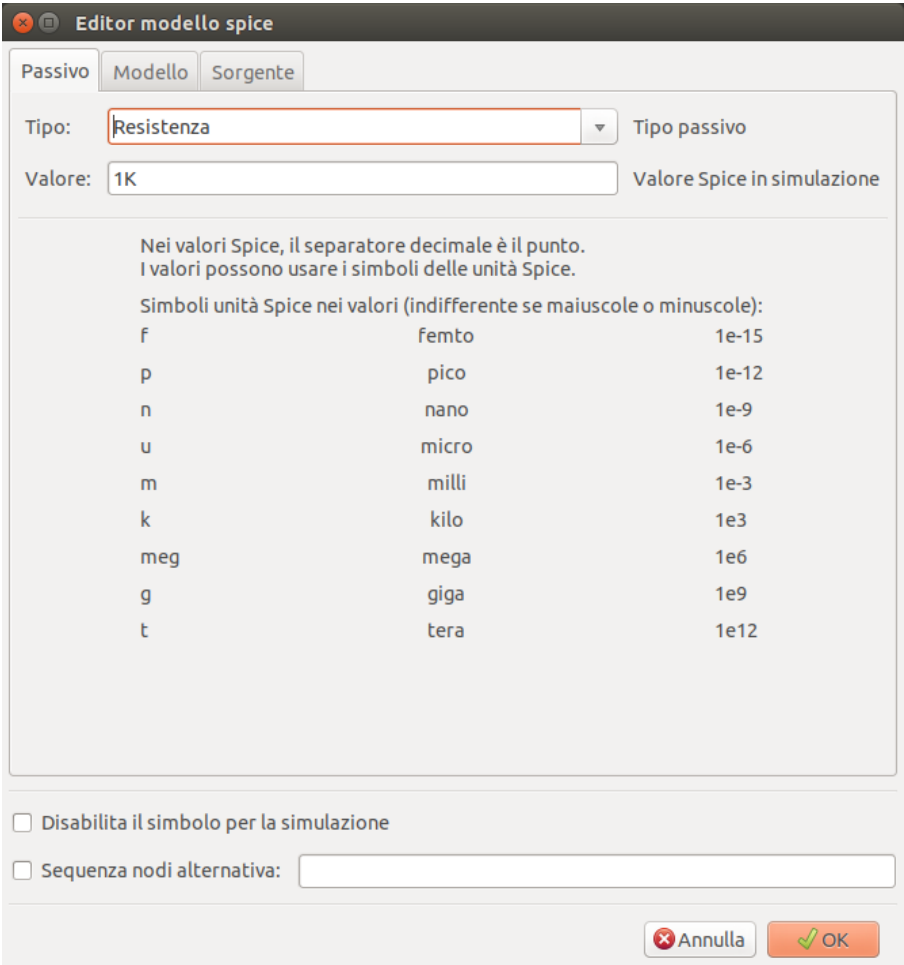 Editor modello spice
Passivo Modello Sorgente
Tipo: Resistenza Tipo passivo
Valore: 1K Valore Spice in simulazione
Nei valori Spice, il separatore decimale è il punto.
I valori possono usare i simboli delle unità Spice.
Simboli unità Spice nei valori (indifferente se maiuscole o minuscole):
f femto 1e-15
p pico 1e-12
n nano 1e-9
u micro 1e-6
m milli 1e-3
k kilo 1e3
meg mega 1e6
g giga 1e9
t tera 1e12
Disabilita il simbolo per la simulazione
Sequenza nodi alternativa:
Annulla OK